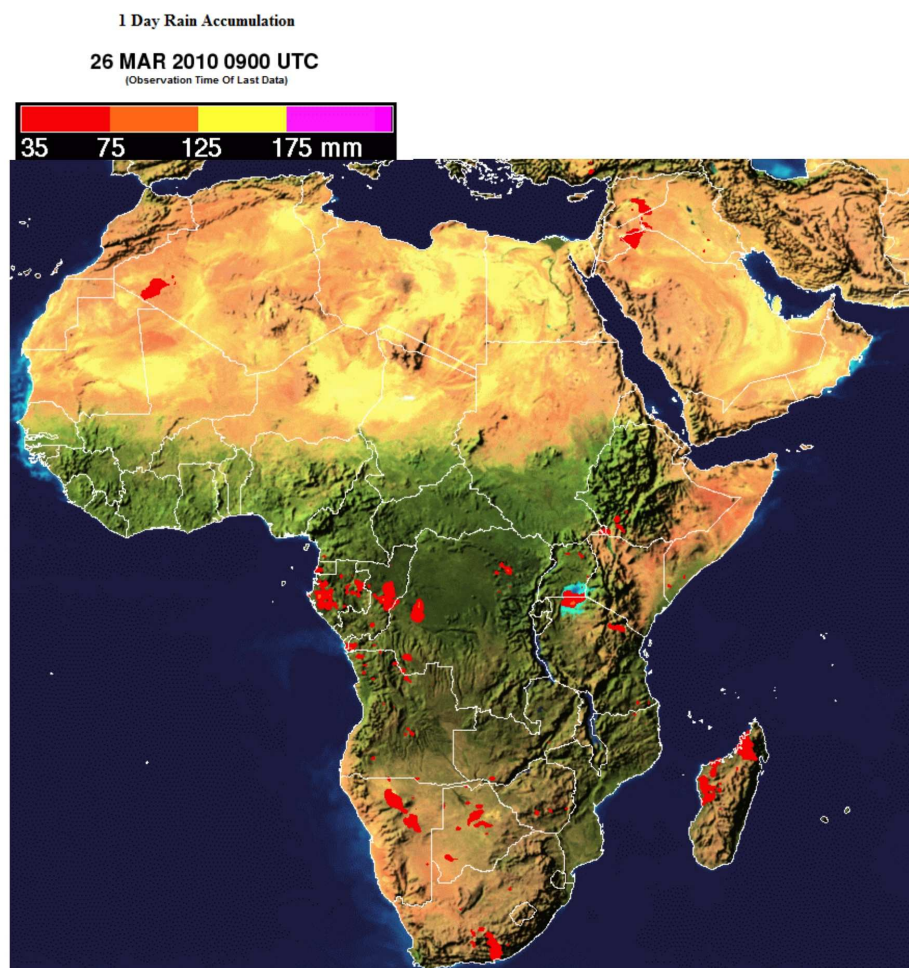 1 Day Rain Accumulation
26 MAR 2010 0900 UTC
(Observation Time Of Last Data)
35 75 125 175 mm